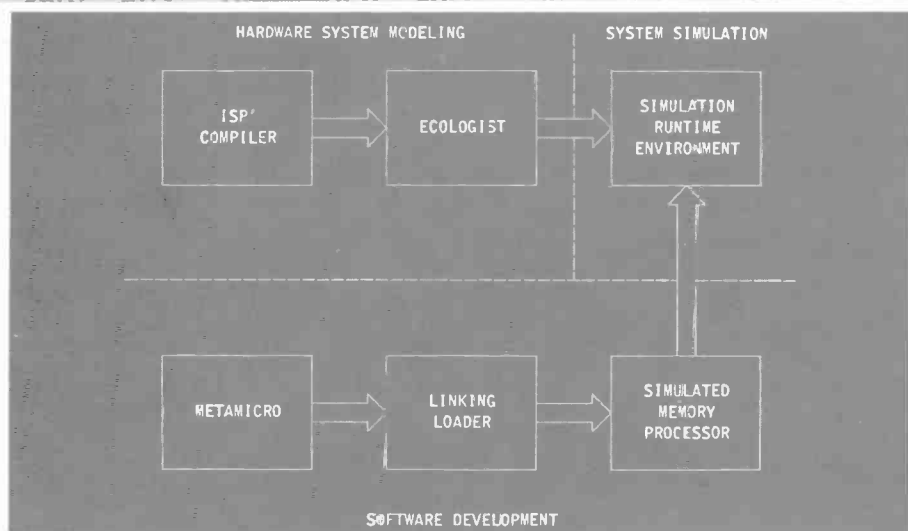 HARDWARE SYSTEM MODELING
SYSTEM SIMULATION
ISP'
COMPILER
ECOLOGIST
SIMULATION
RUNTIME
ENVIRONMENT
METAMICRO
LINKING
LOADER
SIMULATED
MEMORY
PROCESSOR
SOFTWARE DEVELOPMENT